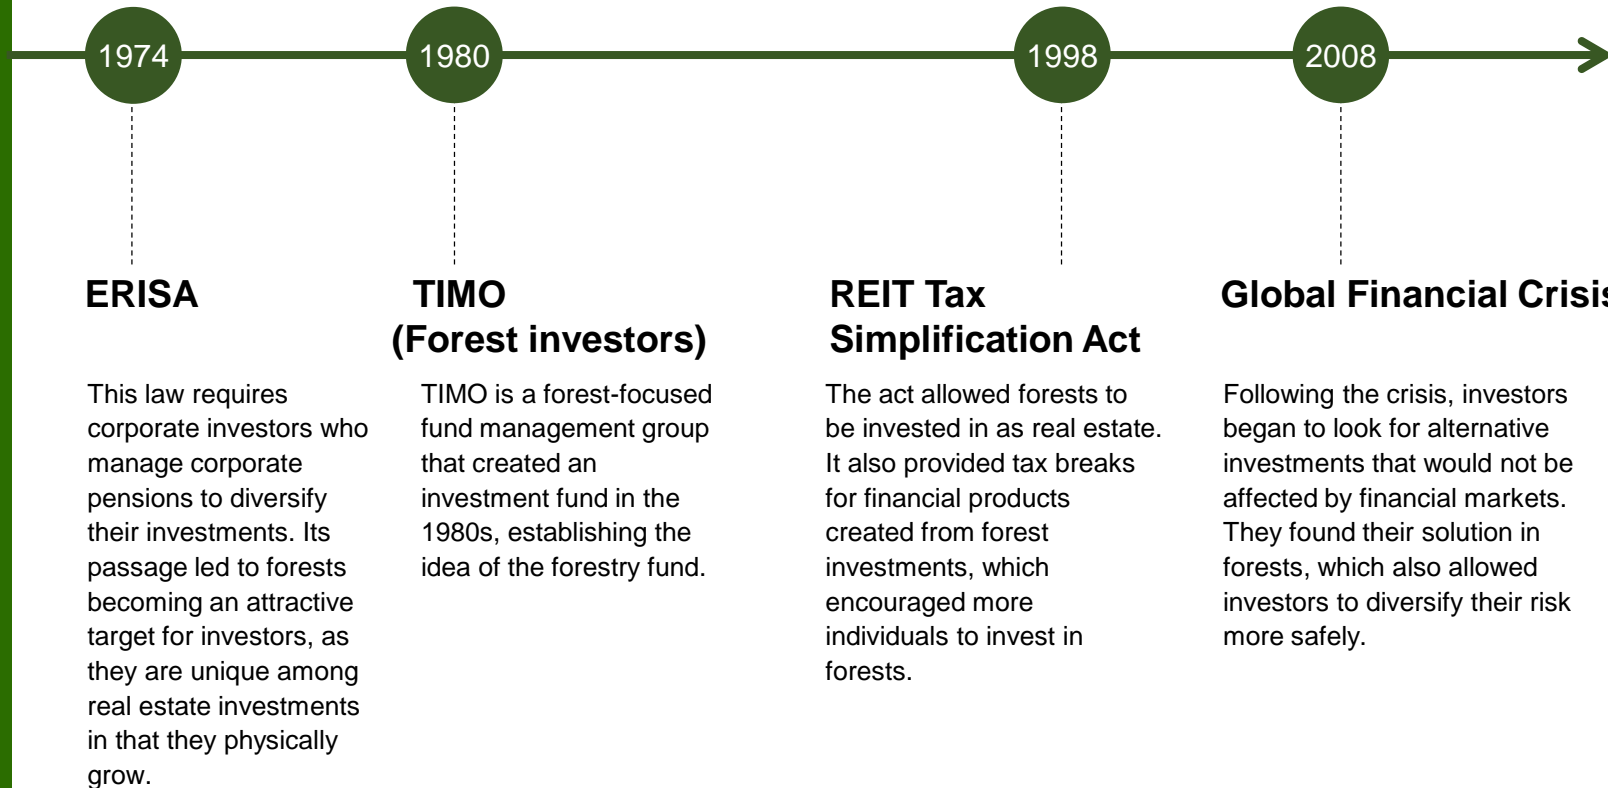 1974
1980
1998
2008
ERISA
This law requires
corporate investors who
manage corporate
pensions to diversify
their investments. Its
passage led to forests
becoming an attractive
target for investors, as
they are unique among
real estate investments
in that they physically
grow.
TIMO
(Forest investors)
TIMO is a forest-focused
fund management group
that created an
investment fund in the
1980s, establishing the
idea of the forestry fund.
REIT Tax
Simplification Act
The act allowed forests to
be invested in as real estate.
It also provided tax breaks
for financial products
created from forest
investments, which
encouraged more
individuals to invest in
forests.
Global Financial Crisis
Following the crisis, investors
began to look for alternative
investments that would not be
affected by financial markets.
They found their solution in
forests, which also allowed
investors to diversify their risk
more safely.